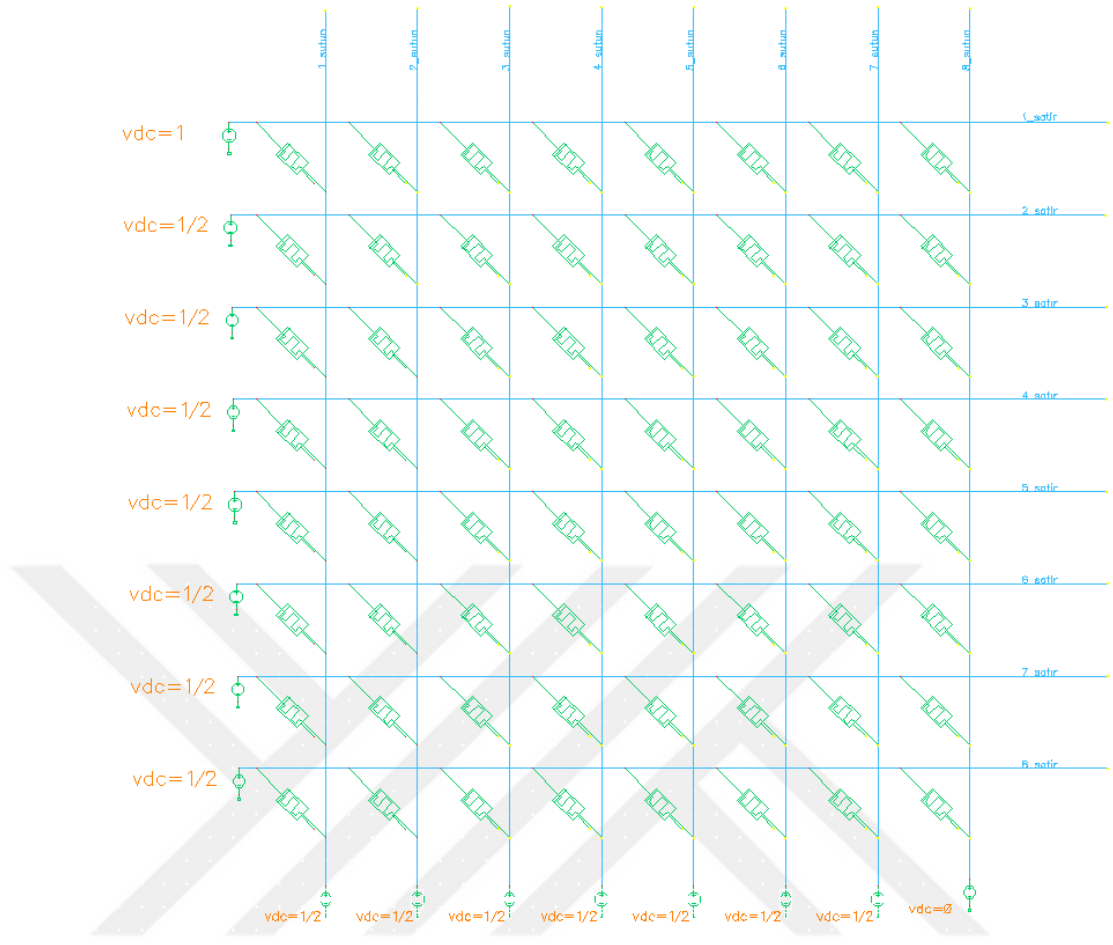 1_sutun
2_sutun
3_sutun
4_sutun
5_sutun
6_sutun
7_sutun
8_sutun
1_satır
vdc=1
2_satır
vdc=1/2
3_satır
vdc=1/2
4_satır
vdc=1/2
5_satır
vdc=1/2
6_satır
vdc=1/2
7_satır
vdc=1/2
8_satır
vdc=1/2
vdc=1/2
vdc=1/2
vdc=1/2
vdc=1/2
vdc=1/2
vdc=1/2
vdc=1/2
vdc=0